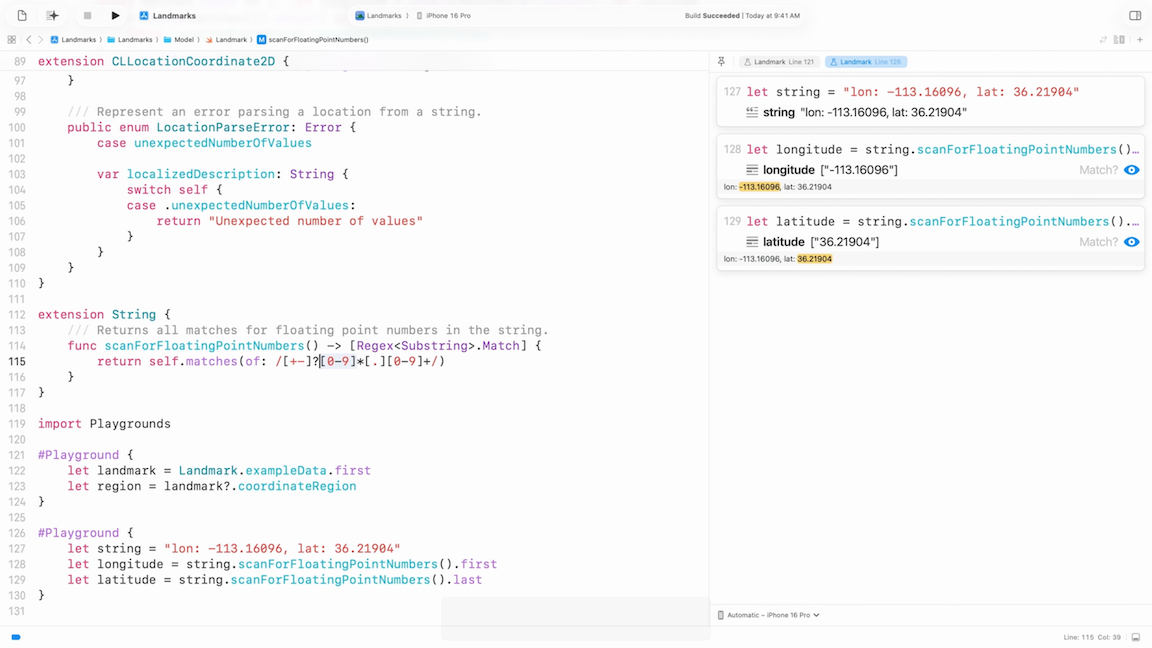 Landmarks
Landmarks 〉 iPhone 16 Pro
Build Succeeded | Today at 9:41 AM
Landmarks 〉 Landmarks 〉 Model 〉 Landmark 〉 M scanForFloatingPointNumbers()
89 extension CLLocationCoordinate2D {
97 }
98
99 /// Represent an error parsing a location from a string.
100 public enum LocationParseError: Error {
101 case unexpectedNumberOfValues
102
103 var localizedDescription: String {
104 switch self {
105 case .unexpectedNumberOfValues:
106 return "Unexpected number of values"
107 }
108 }
109 }
110 }
111
112 extension String {
113 /// Returns all matches for floating point numbers in the string.
114 func scanForFloatingPointNumbers() -> [Regex<Substring>.Match] {
115 return self.matches(of: /[+-]?[0-9]*[.][0-9]+/)
116 }
117 }
118
119 import Playgrounds
120
121 #Playground {
122 let landmark = Landmark.exampleData.first
123 let region = landmark?.coordinateRegion
124 }
125
126 #Playground {
127 let string = "lon: -113.16096, lat: 36.21904"
128 let longitude = string.scanForFloatingPointNumbers().first
129 let latitude = string.scanForFloatingPointNumbers().last
130 }
131
Landmark Line 121
Landmark Line 126
127 let string = "lon: -113.16096, lat: 36.21904"
string "lon: -113.16096, lat: 36.21904"
128 let longitude = string.scanForFloatingPointNumbers()…
longitude ["-113.16096"] Match?
lon: -113.16096, lat: 36.21904
129 let latitude = string.scanForFloatingPointNumbers().…
latitude ["36.21904"] Match?
lon: -113.16096, lat: 36.21904
Automatic – iPhone 16 Pro
Line: 115 Col: 39